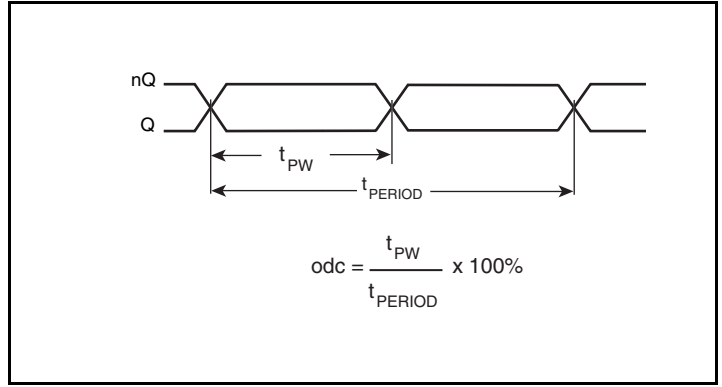 nQ
Q
tPW
tPERIOD
odc = tPW / tPERIOD x 100%